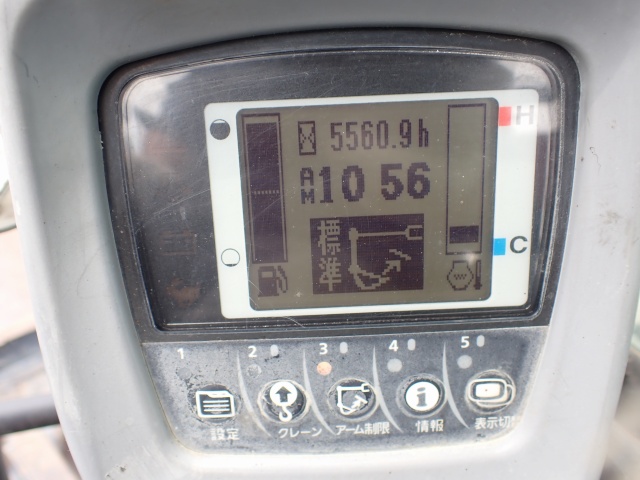 5560.9h
H
AM 10 56
標準
C
1 2 3 4 5
設定 クレーン アーム制限 情報 表示切替